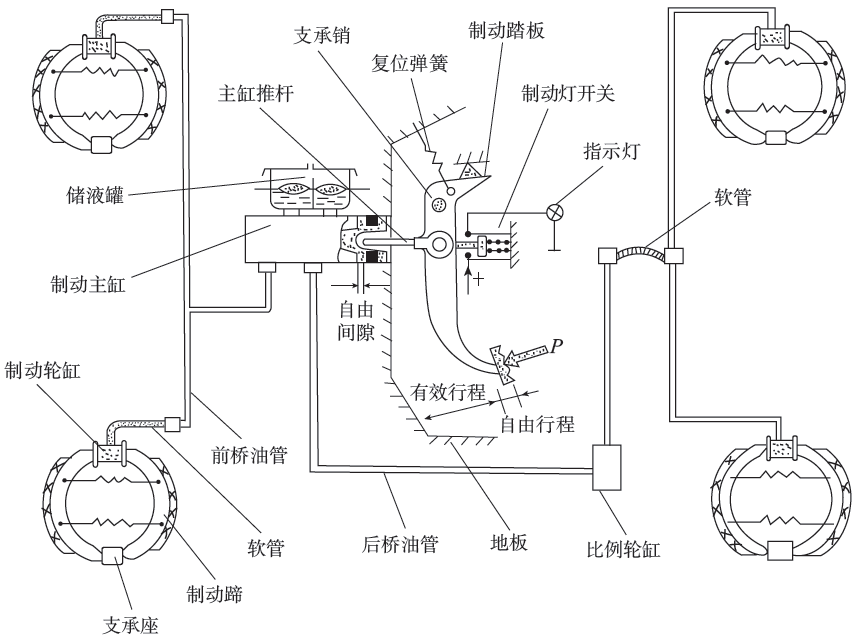 支承销
制动踏板
复位弹簧
主缸推杆
制动灯开关
指示灯
储液罐
软管
制动主缸
+
自由
间隙
P
制动轮缸
有效行程
自由行程
前桥油管
软管
后桥油管
地板
比例轮缸
制动蹄
支承座